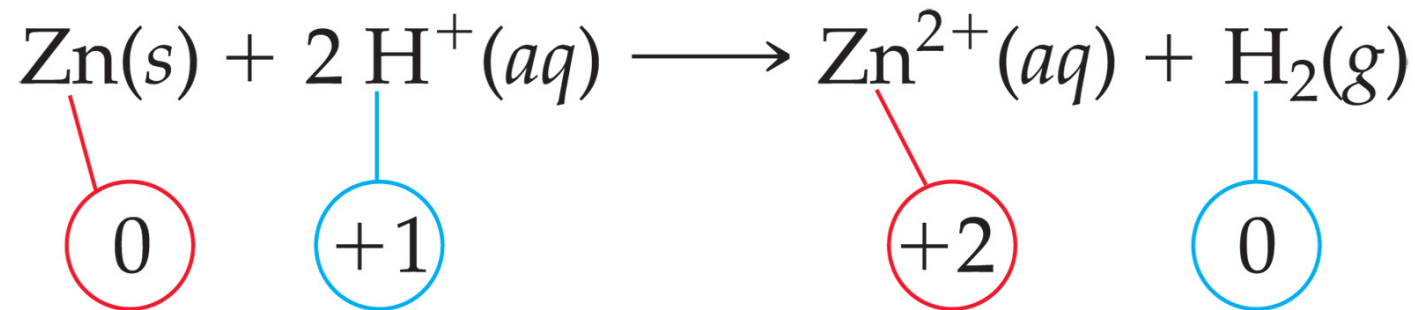 Zn(s) + 2 H⁺(aq) ⟶ Zn²⁺(aq) + H₂(g)
0 +1 +2 0